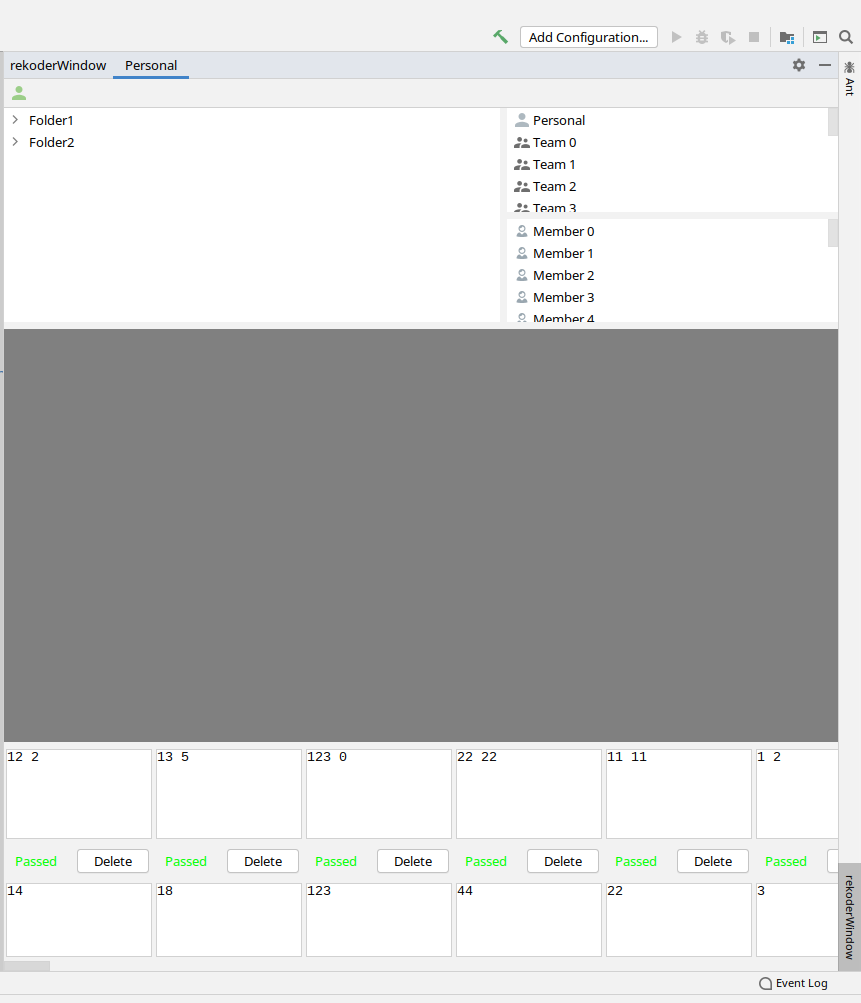 Add Configuration...
rekoderWindow Personal
Ant
Folder1
Folder2
Personal
Team 0
Team 1
Team 2
Team 3
Member 0
Member 1
Member 2
Member 3
Member 4
12 2 13 5 123 0 22 22 11 11 1 2
Passed Delete Passed Delete Passed Delete Passed Delete Passed Delete Passed
14 18 123 44 22 3
rekoderWindow
Event Log